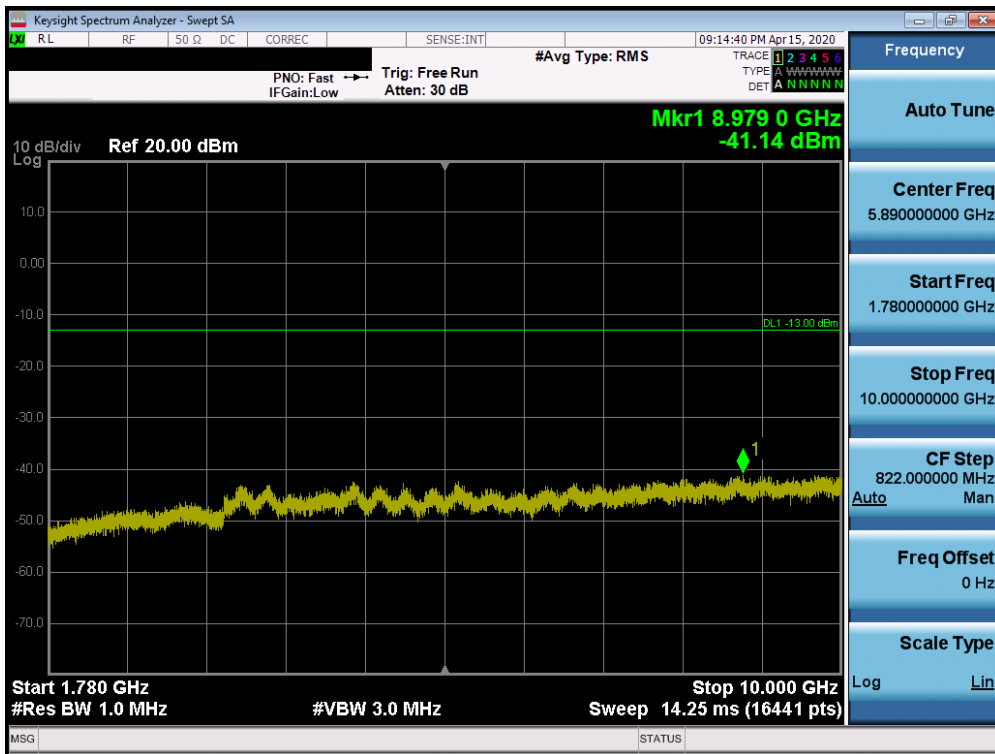 Keysight Spectrum Analyzer - Swept SA
LXI RL RF 50 Ω DC CORREC SENSE:INT 09:14:40 PM Apr 15, 2020
#Avg Type: RMS
TRACE 1 2 3 4 5 6
PNO: Fast Trig: Free Run
TYPE A WWWWW
IFGain:Low Atten: 30 dB
DET A N N N N N
Mkr1 8.979 0 GHz
-41.14 dBm
10 dB/div Ref 20.00 dBm
Log
10.0
0.00
-10.0
DL1 -13.00 dBm
-20.0
-30.0
-40.0
1
-50.0
-60.0
-70.0
Start 1.780 GHz Stop 10.000 GHz
#Res BW 1.0 MHz #VBW 3.0 MHz Sweep 14.25 ms (16441 pts)
MSG STATUS
Frequency
Auto Tune
Center Freq
5.890000000 GHz
Start Freq
1.780000000 GHz
Stop Freq
10.000000000 GHz
CF Step
822.000000 MHz
Auto Man
Freq Offset
0 Hz
Scale Type
Log Lin